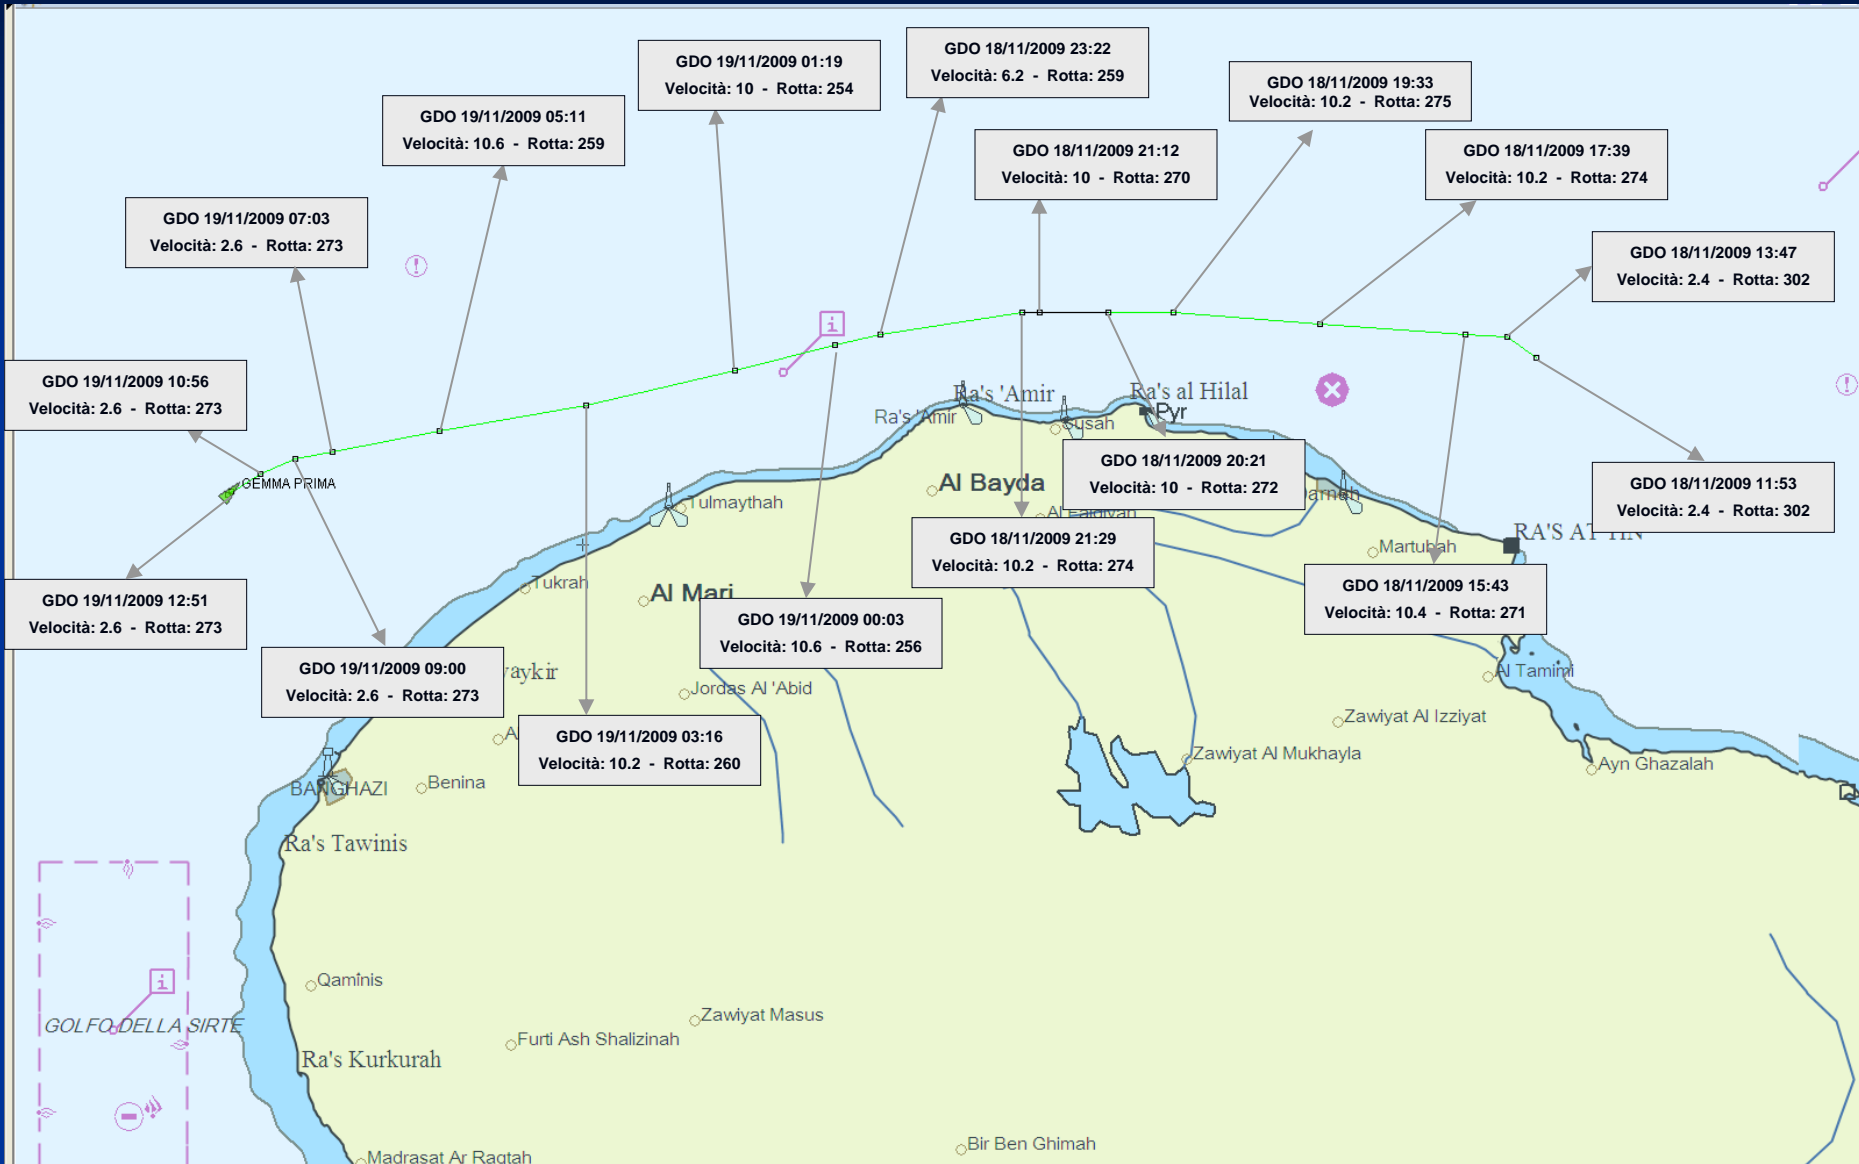 GDO 18/11/2009 23:22
Velocità: 6.2 - Rotta: 259
GDO 19/11/2009 01:19
Velocità: 10 - Rotta: 254
GDO 18/11/2009 19:33
Velocità: 10.2 - Rotta: 275
GDO 19/11/2009 05:11
Velocità: 10.6 - Rotta: 259
GDO 18/11/2009 21:12
Velocità: 10 - Rotta: 270
GDO 18/11/2009 17:39
Velocità: 10.2 - Rotta: 274
GDO 19/11/2009 07:03
Velocità: 2.6 - Rotta: 273
GDO 18/11/2009 13:47
Velocità: 2.4 - Rotta: 302
i
GDO 19/11/2009 10:56
Velocità: 2.6 - Rotta: 273
Ra's 'Amir
Ra's al Hilal
Ra's 'Amir
Pyr
Susah
GEMMA PRIMA
Al Bayda
GDO 18/11/2009 20:21
Velocità: 10 - Rotta: 272
GDO 18/11/2009 11:53
Velocità: 2.4 - Rotta: 302
Tulmaythah
Al Faidiyah
RA'S AT TIN
GDO 18/11/2009 21:29
Velocità: 10.2 - Rotta: 274
Martubah
Tukrah
Al Marj
GDO 18/11/2009 15:43
Velocità: 10.4 - Rotta: 271
GDO 19/11/2009 12:51
Velocità: 2.6 - Rotta: 273
GDO 19/11/2009 00:03
Velocità: 10.6 - Rotta: 256
GDO 19/11/2009 09:00
Velocità: 2.6 - Rotta: 273
aykir
Al Tamimi
Jordas Al 'Abid
Zawiyat Al Izziyat
GDO 19/11/2009 03:16
Velocità: 10.2 - Rotta: 260
Zawiyat Al Mukhayla
Ayn Ghazalah
BANGHAZI
Benina
Ra's Tawinis
Qaminis
i
GOLFO DELLA SIRTE
Zawiyat Masus
Furti Ash Shalizinah
Ra's Kurkurah
Bir Ben Ghimah
Madrasat Ar Raqtah